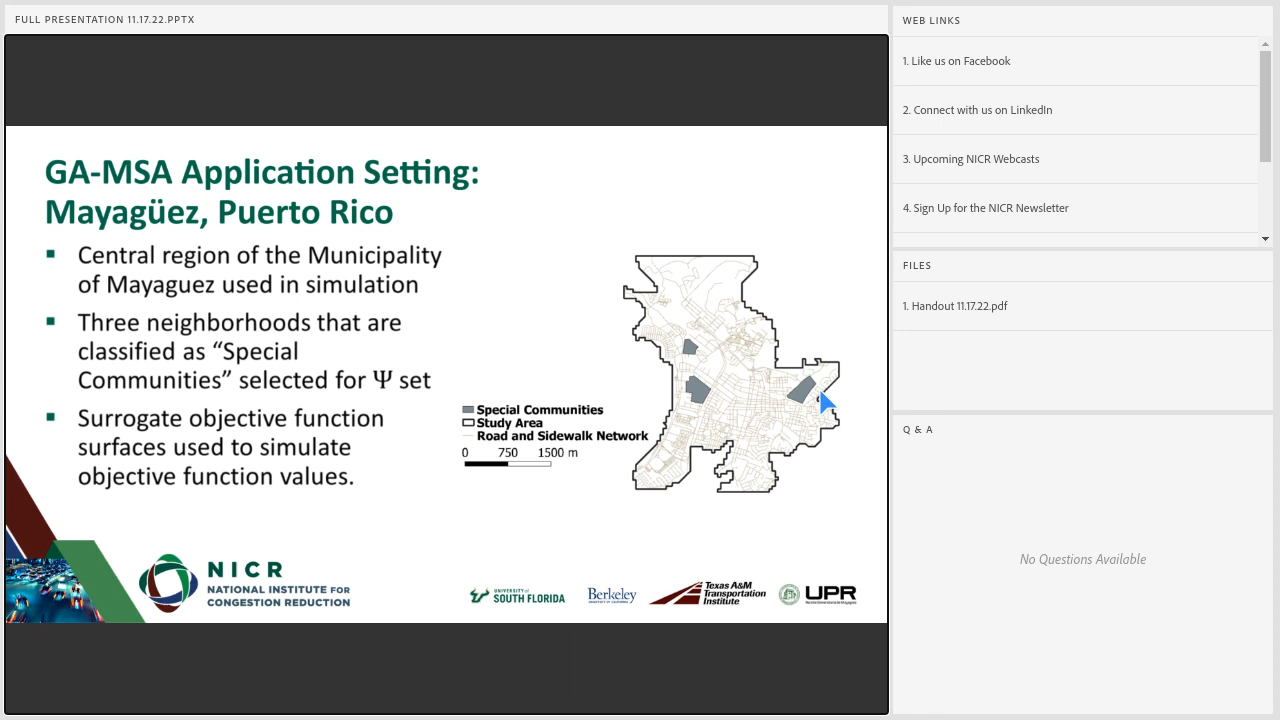 FULL PRESENTATION 11.17.22.PPTX
GA-MSA Application Setting:
Mayagüez, Puerto Rico
Central region of the Municipality
of Mayaguez used in simulation
Three neighborhoods that are
classified as “Special
Communities” selected for Ψ set
Surrogate objective function
surfaces used to simulate
objective function values.
Special Communities
Study Area
Road and Sidewalk Network
0 750 1500 m
NICR
NATIONAL INSTITUTE FOR
CONGESTION REDUCTION
UNIVERSITY of
SOUTH FLORIDA
Berkeley
UNIVERSITY OF CALIFORNIA
Texas A&M
Transportation
Institute
UPR
WEB LINKS
1. Like us on Facebook
2. Connect with us on LinkedIn
3. Upcoming NICR Webcasts
4. Sign Up for the NICR Newsletter
FILES
1. Handout 11.17.22.pdf
Q & A
No Questions Available